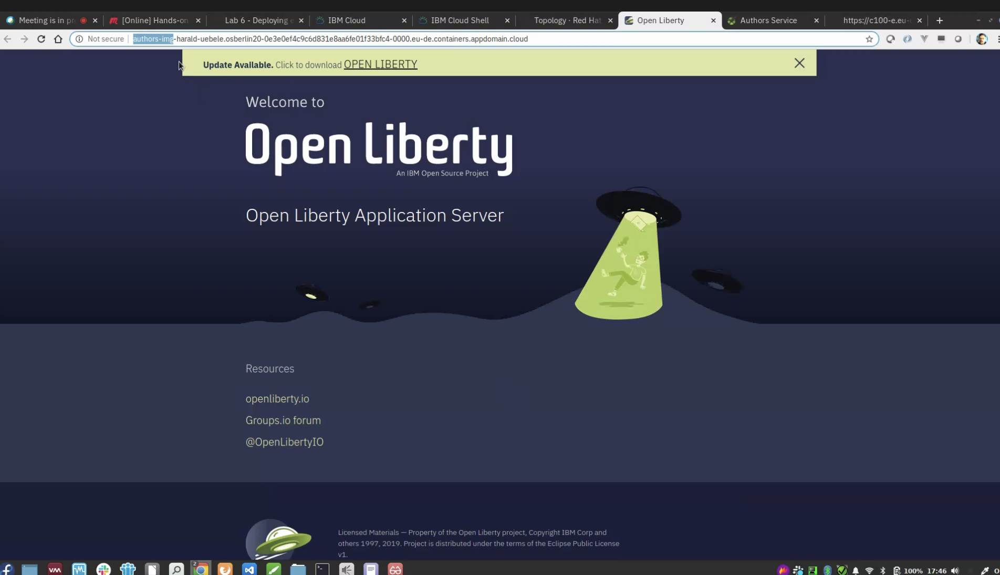 Meeting is in pr
[Online] Hands-on
Lab 6 - Deploying e
IBM Cloud
IBM Cloud Shell
Topology · Red Hat
Open Liberty
Authors Service
https://c100-e.eu-
Not secure
authors-img-harald-uebele.osberlin20-0e3e0ef4c9c6d831e8aa6fe01f33bfc4-0000.eu-de.containers.appdomain.cloud
Update Available. Click to download OPEN LIBERTY
Welcome to
Open Liberty
An IBM Open Source Project
Open Liberty Application Server
Resources
openliberty.io
Groups.io forum
@OpenLibertyIO
Licensed Materials — Property of the Open Liberty project, Copyright IBM Corp and
others 1997, 2019. Project is distributed under the terms of the Eclipse Public License
v1.
2
100% 17:46